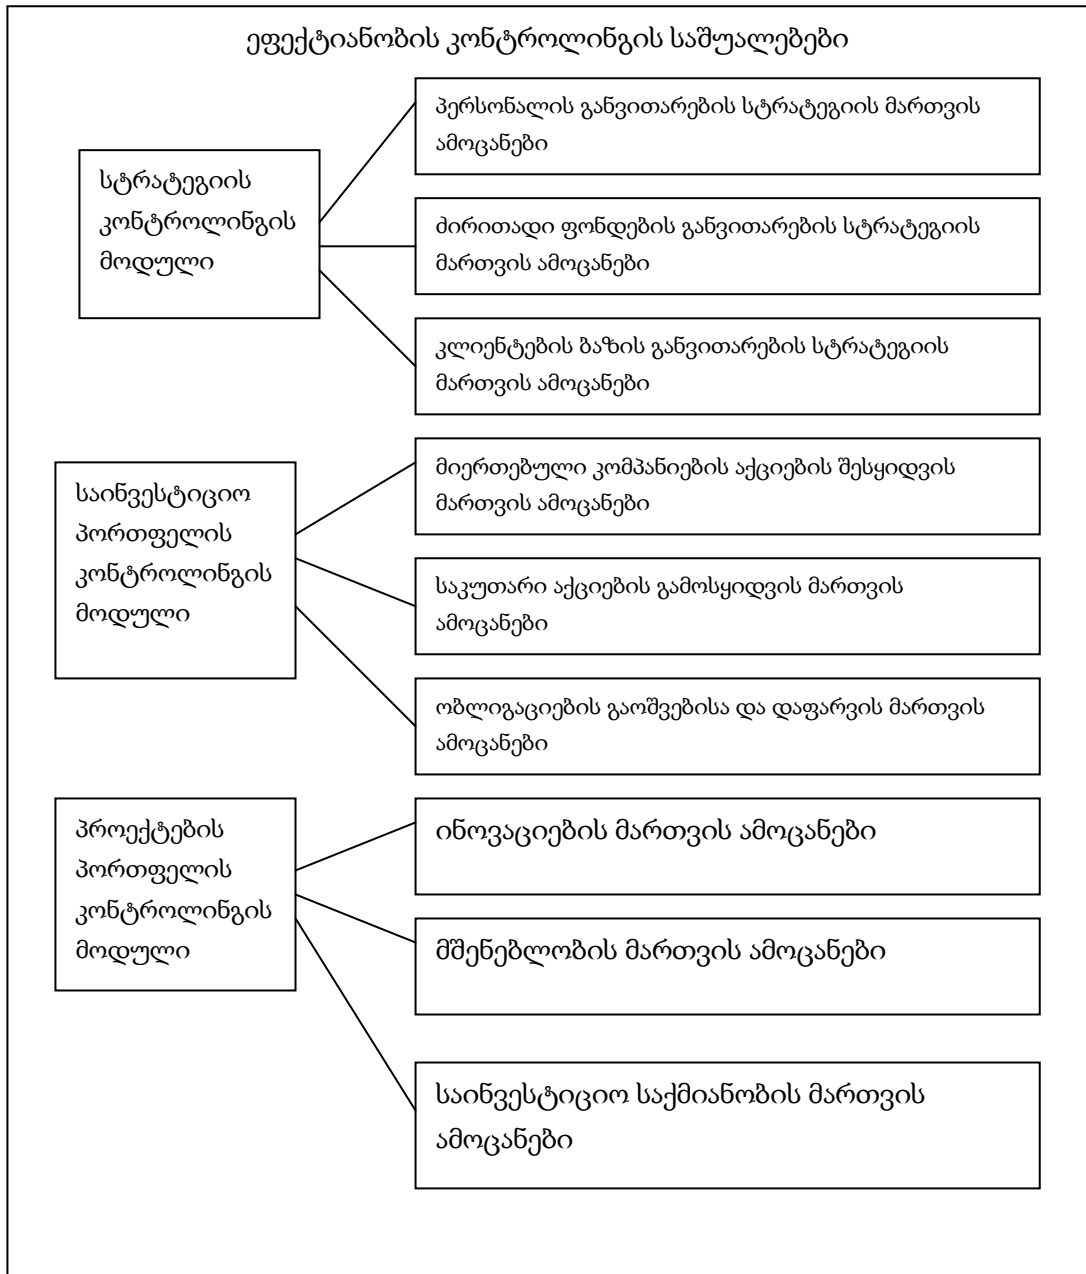 ეფექტიანობის კონტროლინგის საშუალებები
სტრატეგიის
კონტროლინგის
მოდული
პერსონალის განვითარების სტრატეგიის მართვის
ამოცანები
ძირითადი ფონდების განვითარების სტრატეგიის
მართვის ამოცანები
კლიენტების ბაზის განვითარების სტრატეგიის
მართვის ამოცანები
საინვესტიციო
პორთფელის
კონტროლინგის
მოდული
მიერთებული კომპანიების აქციების შესყიდვის
მართვის ამოცანები
საკუთარი აქციების გამოსყიდვის მართვის
ამოცანები
ობლიგაციების გაოშვებისა და დაფარვის მართვის
ამოცანები
პროექტების
პორთფელის
კონტროლინგის
მოდული
ინოვაციების მართვის ამოცანები
მშენებლობის მართვის ამოცანები
საინვესტიციო საქმიანობის მართვის
ამოცანები